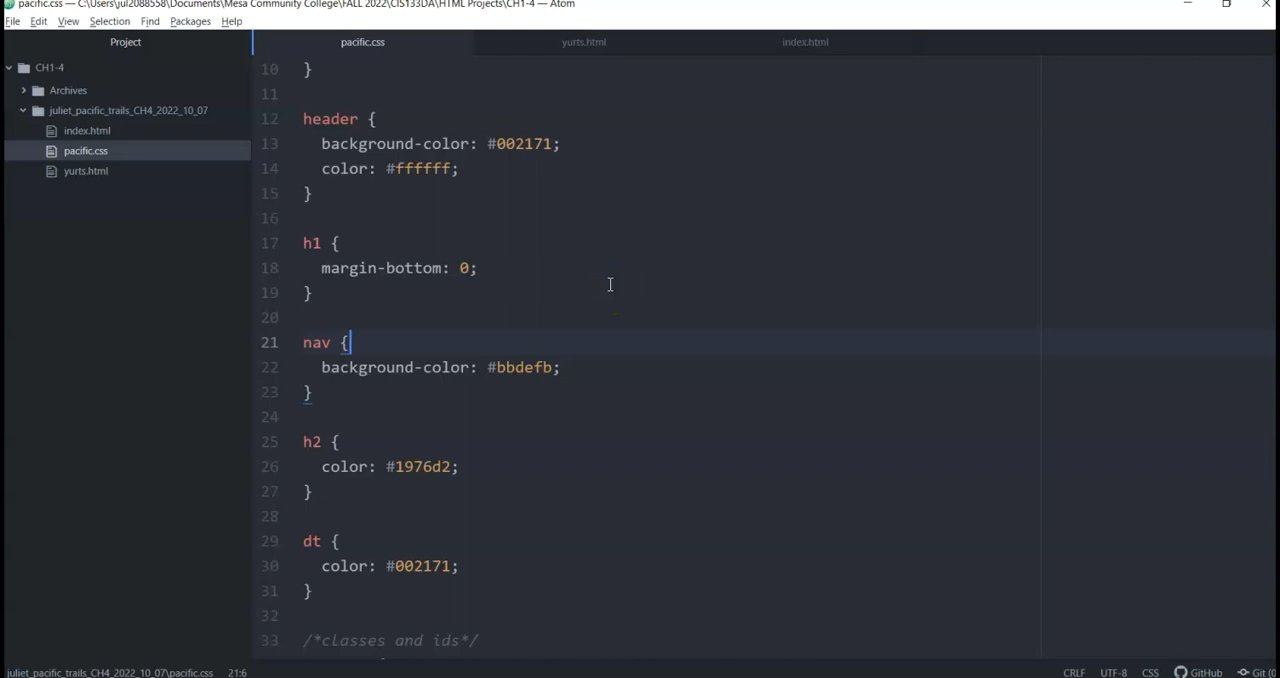 pacific.css — C:\Users\jul2088558\Documents\Mesa Community College\FALL 2022\CIS133DA\HTML Projects\CH1-4 — Atom
File Edit View Selection Find Packages Help
Project
pacific.css yurts.html index.html
CH1-4
Archives
juliet_pacific_trails_CH4_2022_10_07
index.html
pacific.css
yurts.html
10 }
11
12 header {
13 background-color: #002171;
14 color: #ffffff;
15 }
16
17 h1 {
18 margin-bottom: 0;
19 }
20
21 nav {
22 background-color: #bbdefb;
23 }
24
25 h2 {
26 color: #1976d2;
27 }
28
29 dt {
30 color: #002171;
31 }
32
33 /*classes and ids*/
juliet_pacific_trails_CH4_2022_10_07\pacific.css 21:6 CRLF UTF-8 CSS GitHub Git (0